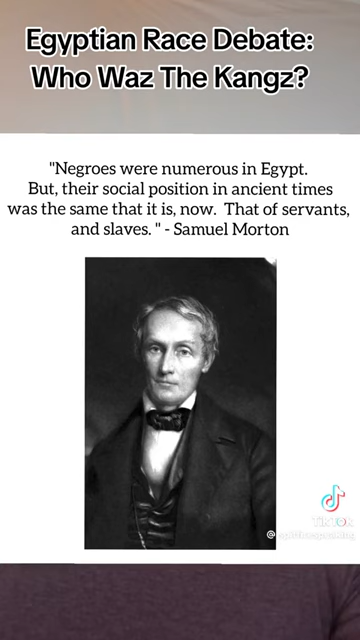 Egyptian Race Debate:
Who Waz The Kangz?
"Negroes were numerous in Egypt.
But, their social position in ancient times
was the same that it is, now. That of servants,
and slaves. " - Samuel Morton
TikTok